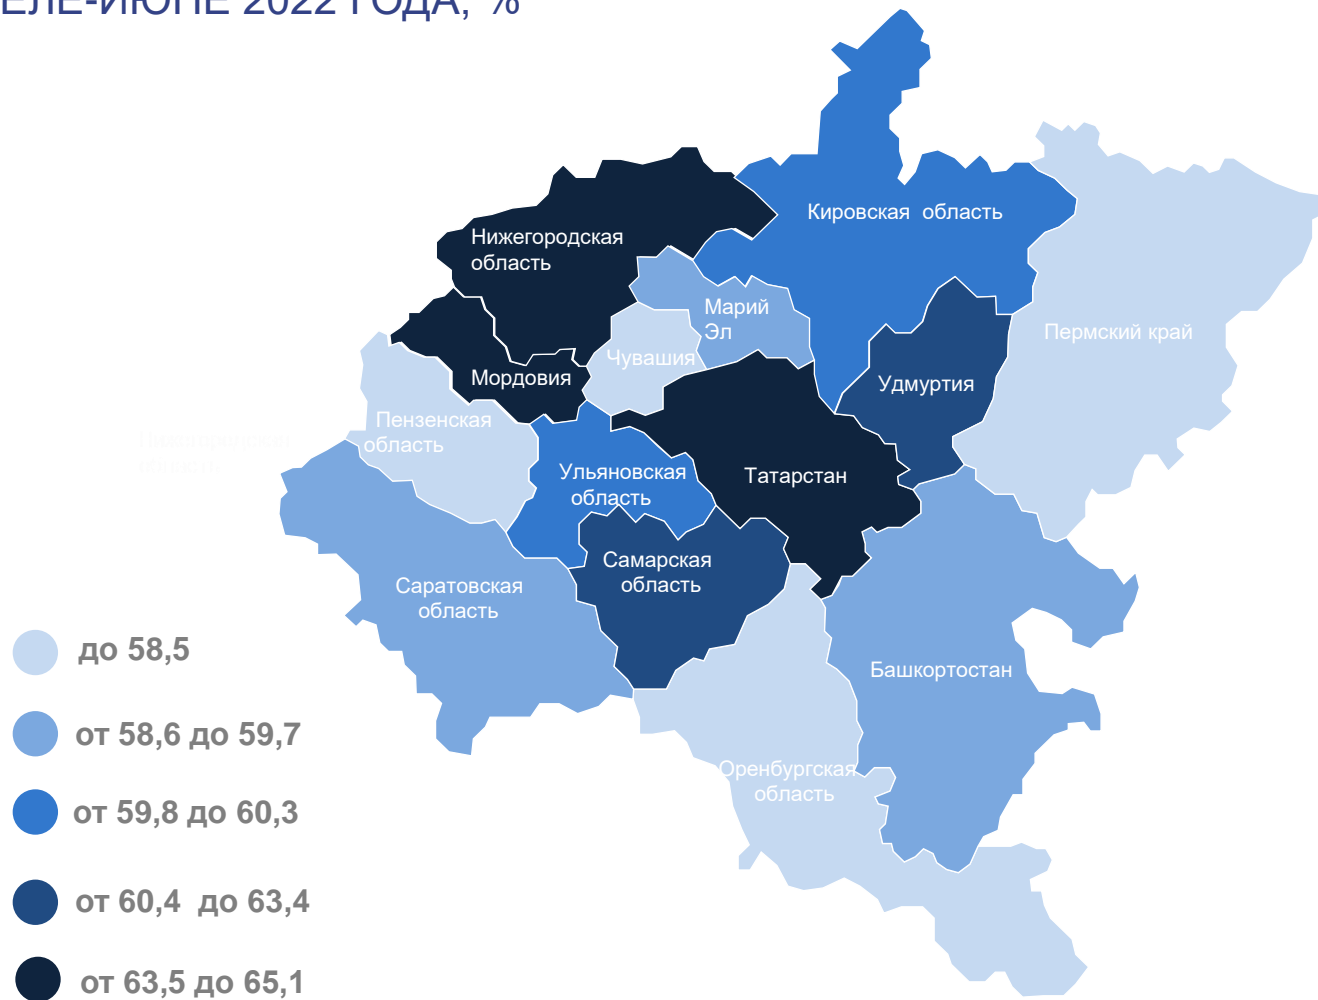 ЕЛЕ-ИЮНЕ 2022 ГОДА, %
Кировская область
Нижегородская
область
Марий
Эл
Пермский край
Чувашия
Мордовия
Удмуртия
Пензенская
область
Ульяновская
область
Татарстан
Самарская
область
Саратовская
область
Башкортостан
Оренбургская
область
до 58,5
от 58,6 до 59,7
от 59,8 до 60,3
от 60,4 до 63,4
от 63,5 до 65,1